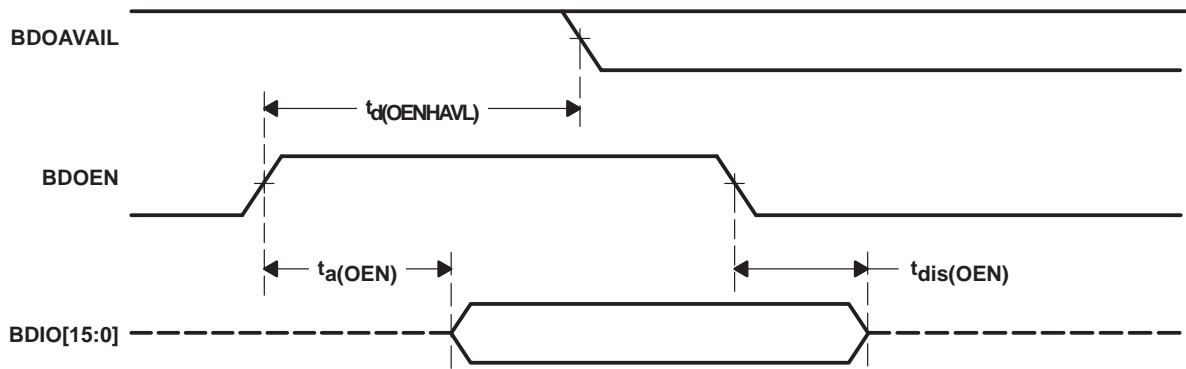 BDOAVAIL
td(OENHAVL)
BDOEN
ta(OEN)
tdis(OEN)
BDIO[15:0]